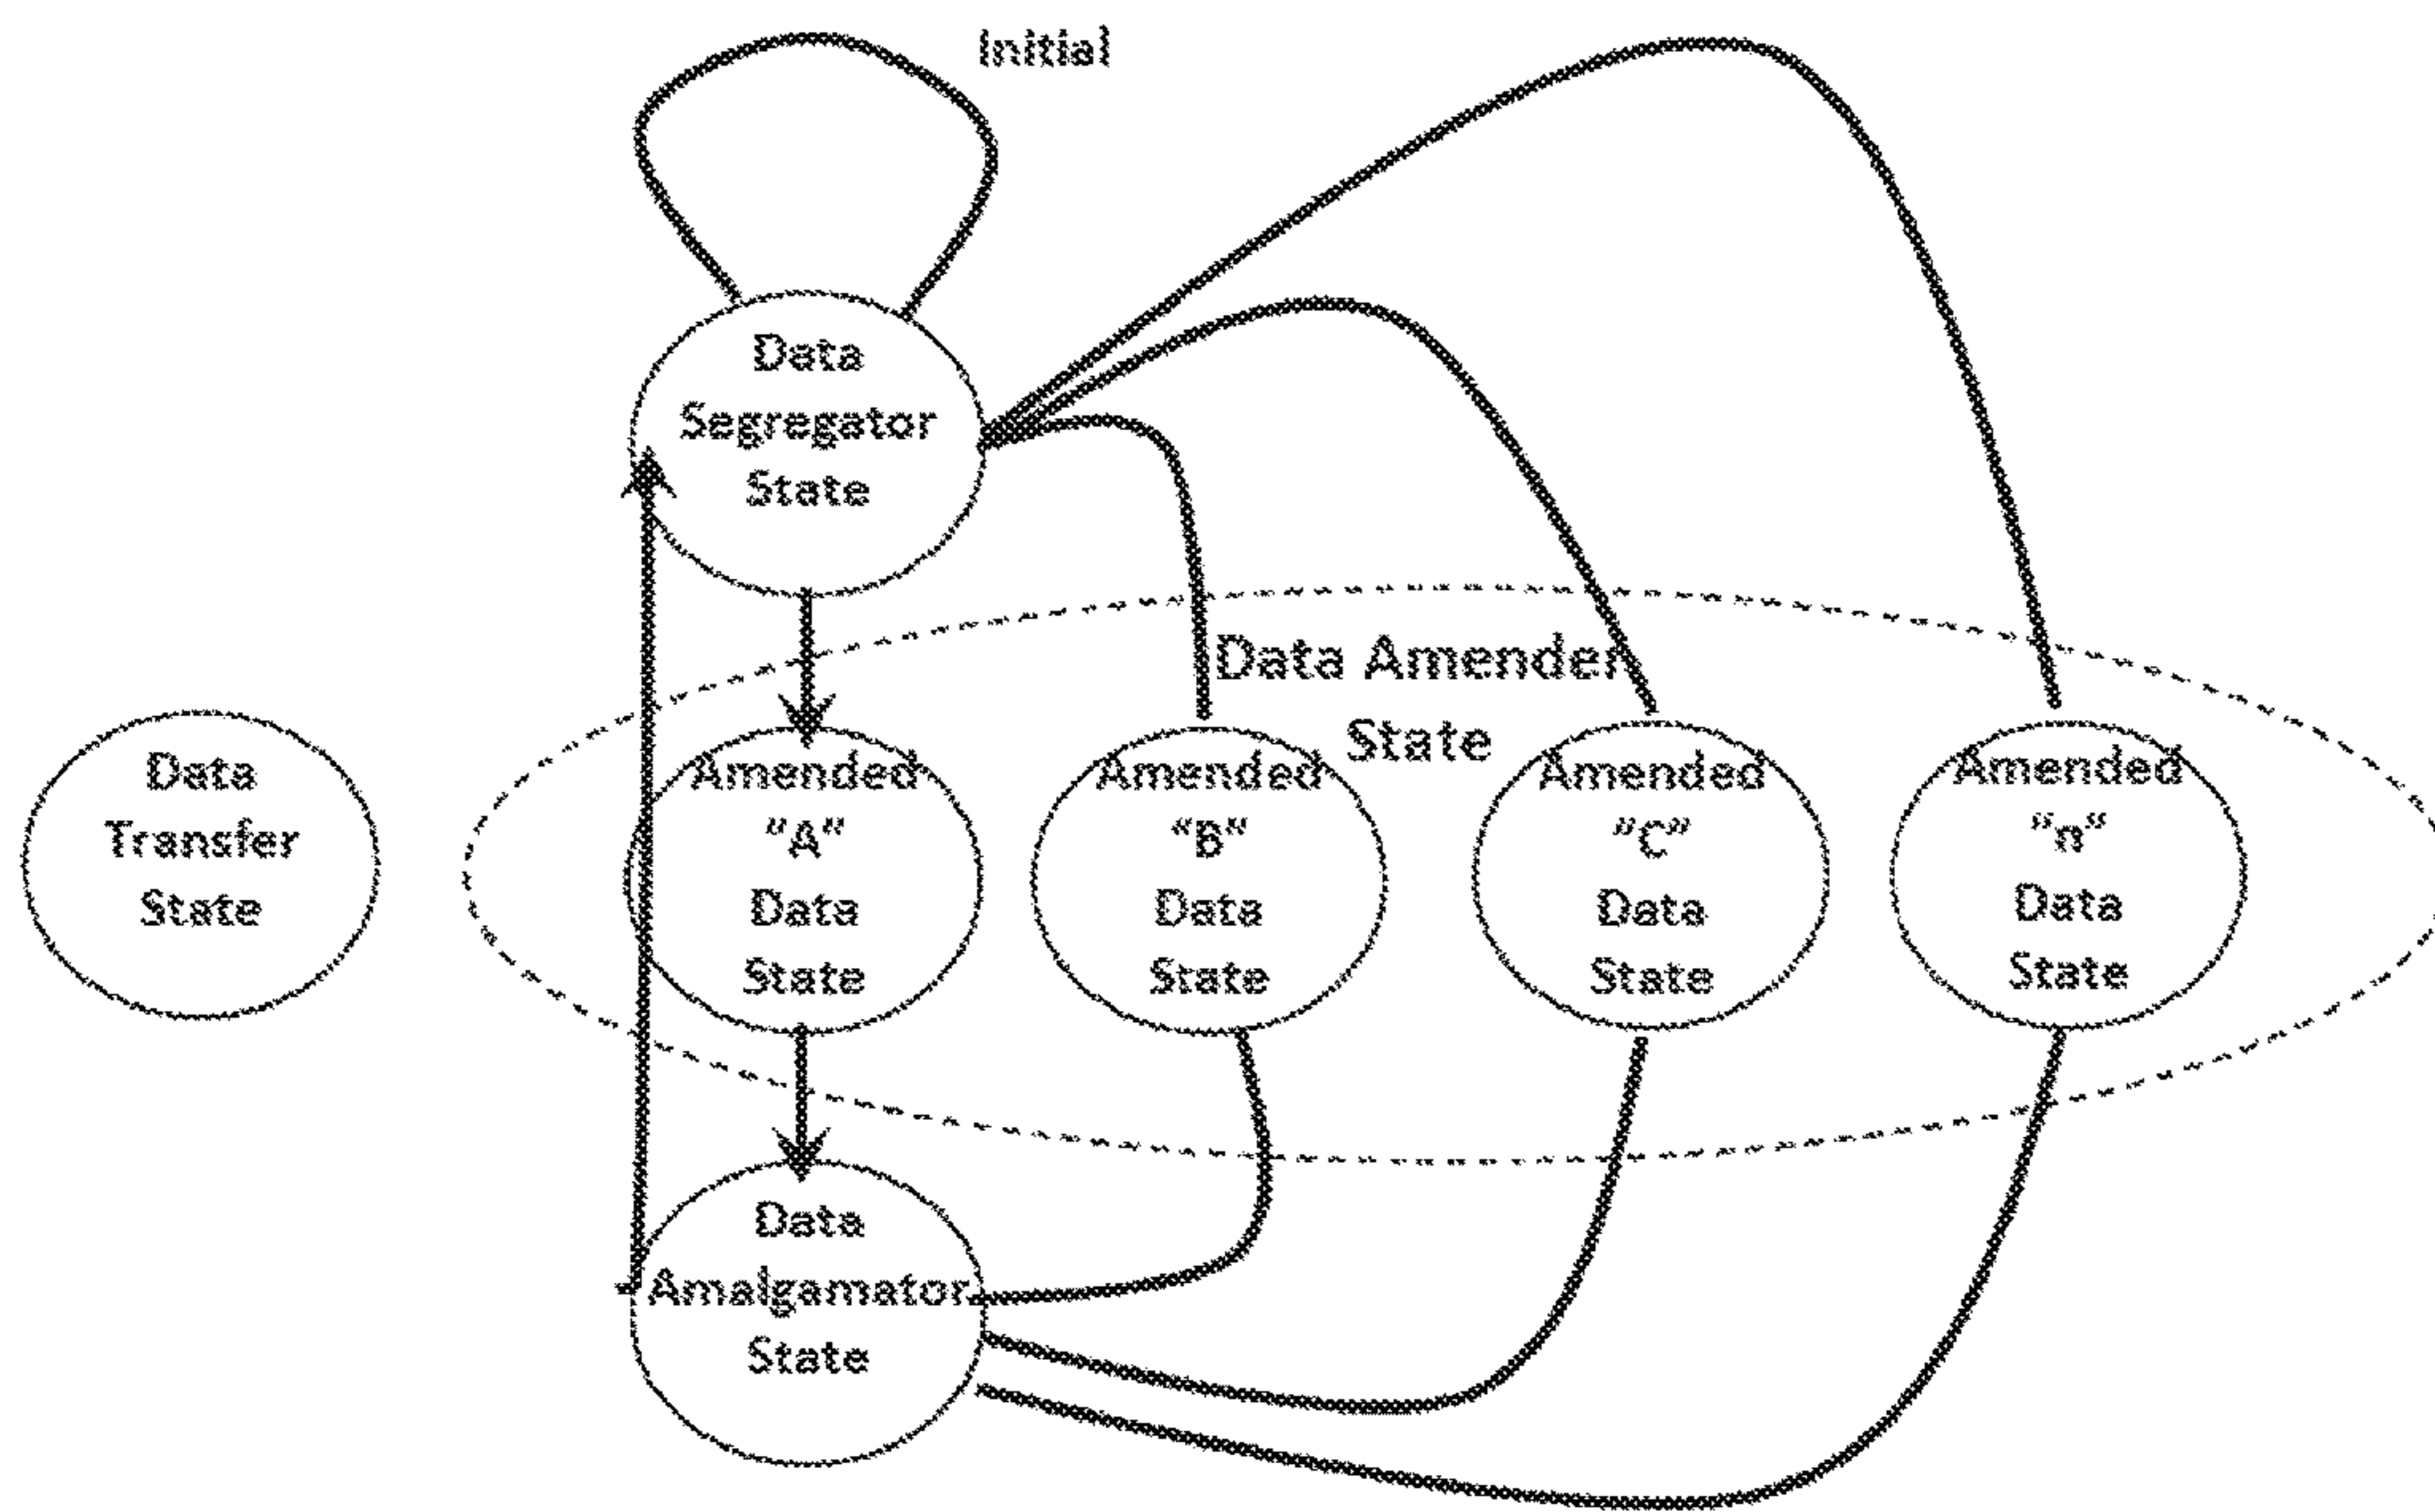 Initial
Data
Segregator
State
Data Amender
State
Data
Transfer
State
Amended
"A"
Data
State
Amended
"B"
Data
State
Amended
"C"
Data
State
Amended
"n"
Data
State
Data
Amalgamator
State